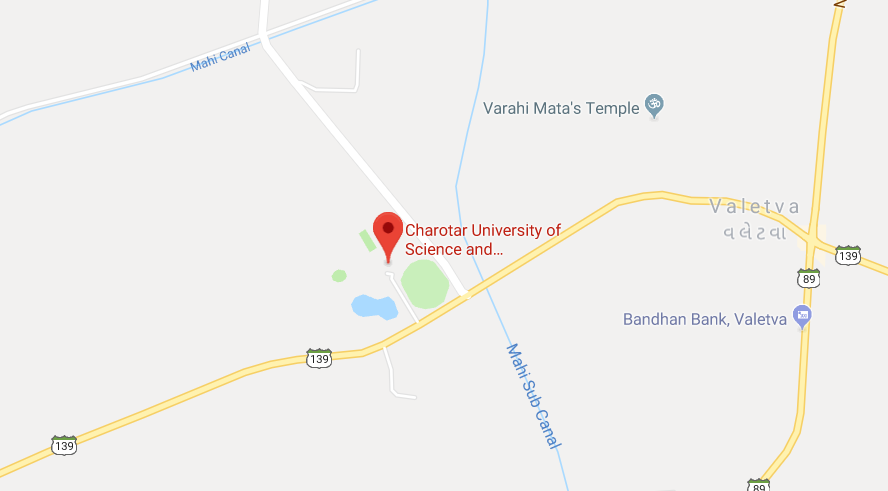 N
Mahi Canal
Varahi Mata's Temple
Valetva
વલેટવા
Charotar University of
Science and...
139
89
Bandhan Bank, Valetva
139
Mahi Sub Canal
139
89